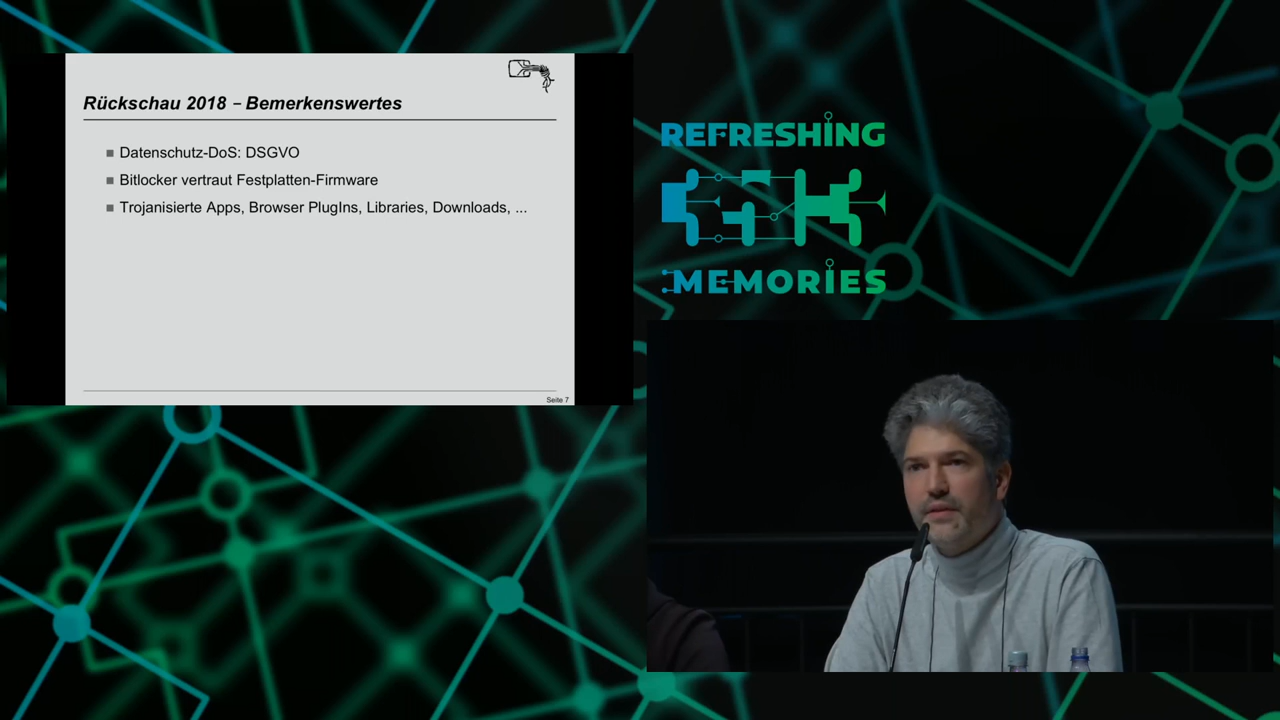 Rückschau 2018 – Bemerkenswertes
Datenschutz-DoS: DSGVO
Bitlocker vertraut Festplatten-Firmware
Trojanisierte Apps, Browser PlugIns, Libraries, Downloads, ...
Seite 7
REFRESHING
MEMORIES